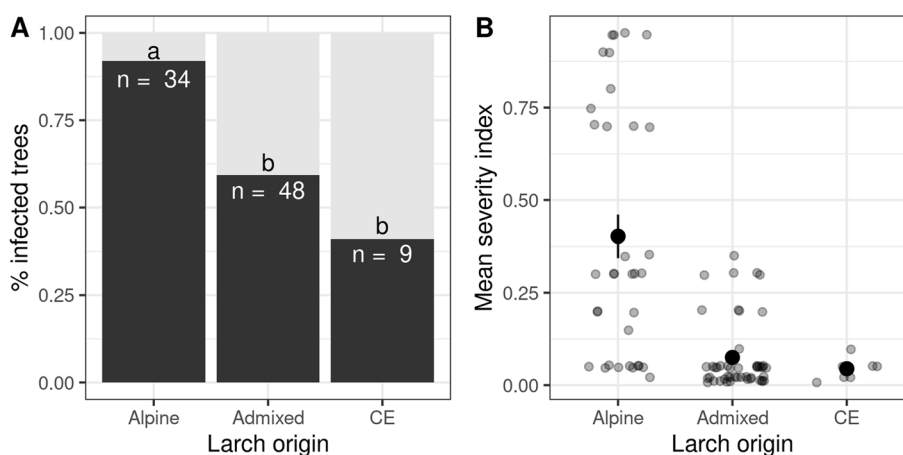 A
% infected trees
1.00
0.75
0.50
0.25
0.00
a
n = 34
b
n = 48
b
n = 9
Alpine Admixed CE
Larch origin
B
Mean severity index
0.75
0.50
0.25
0.00
Alpine Admixed CE
Larch origin